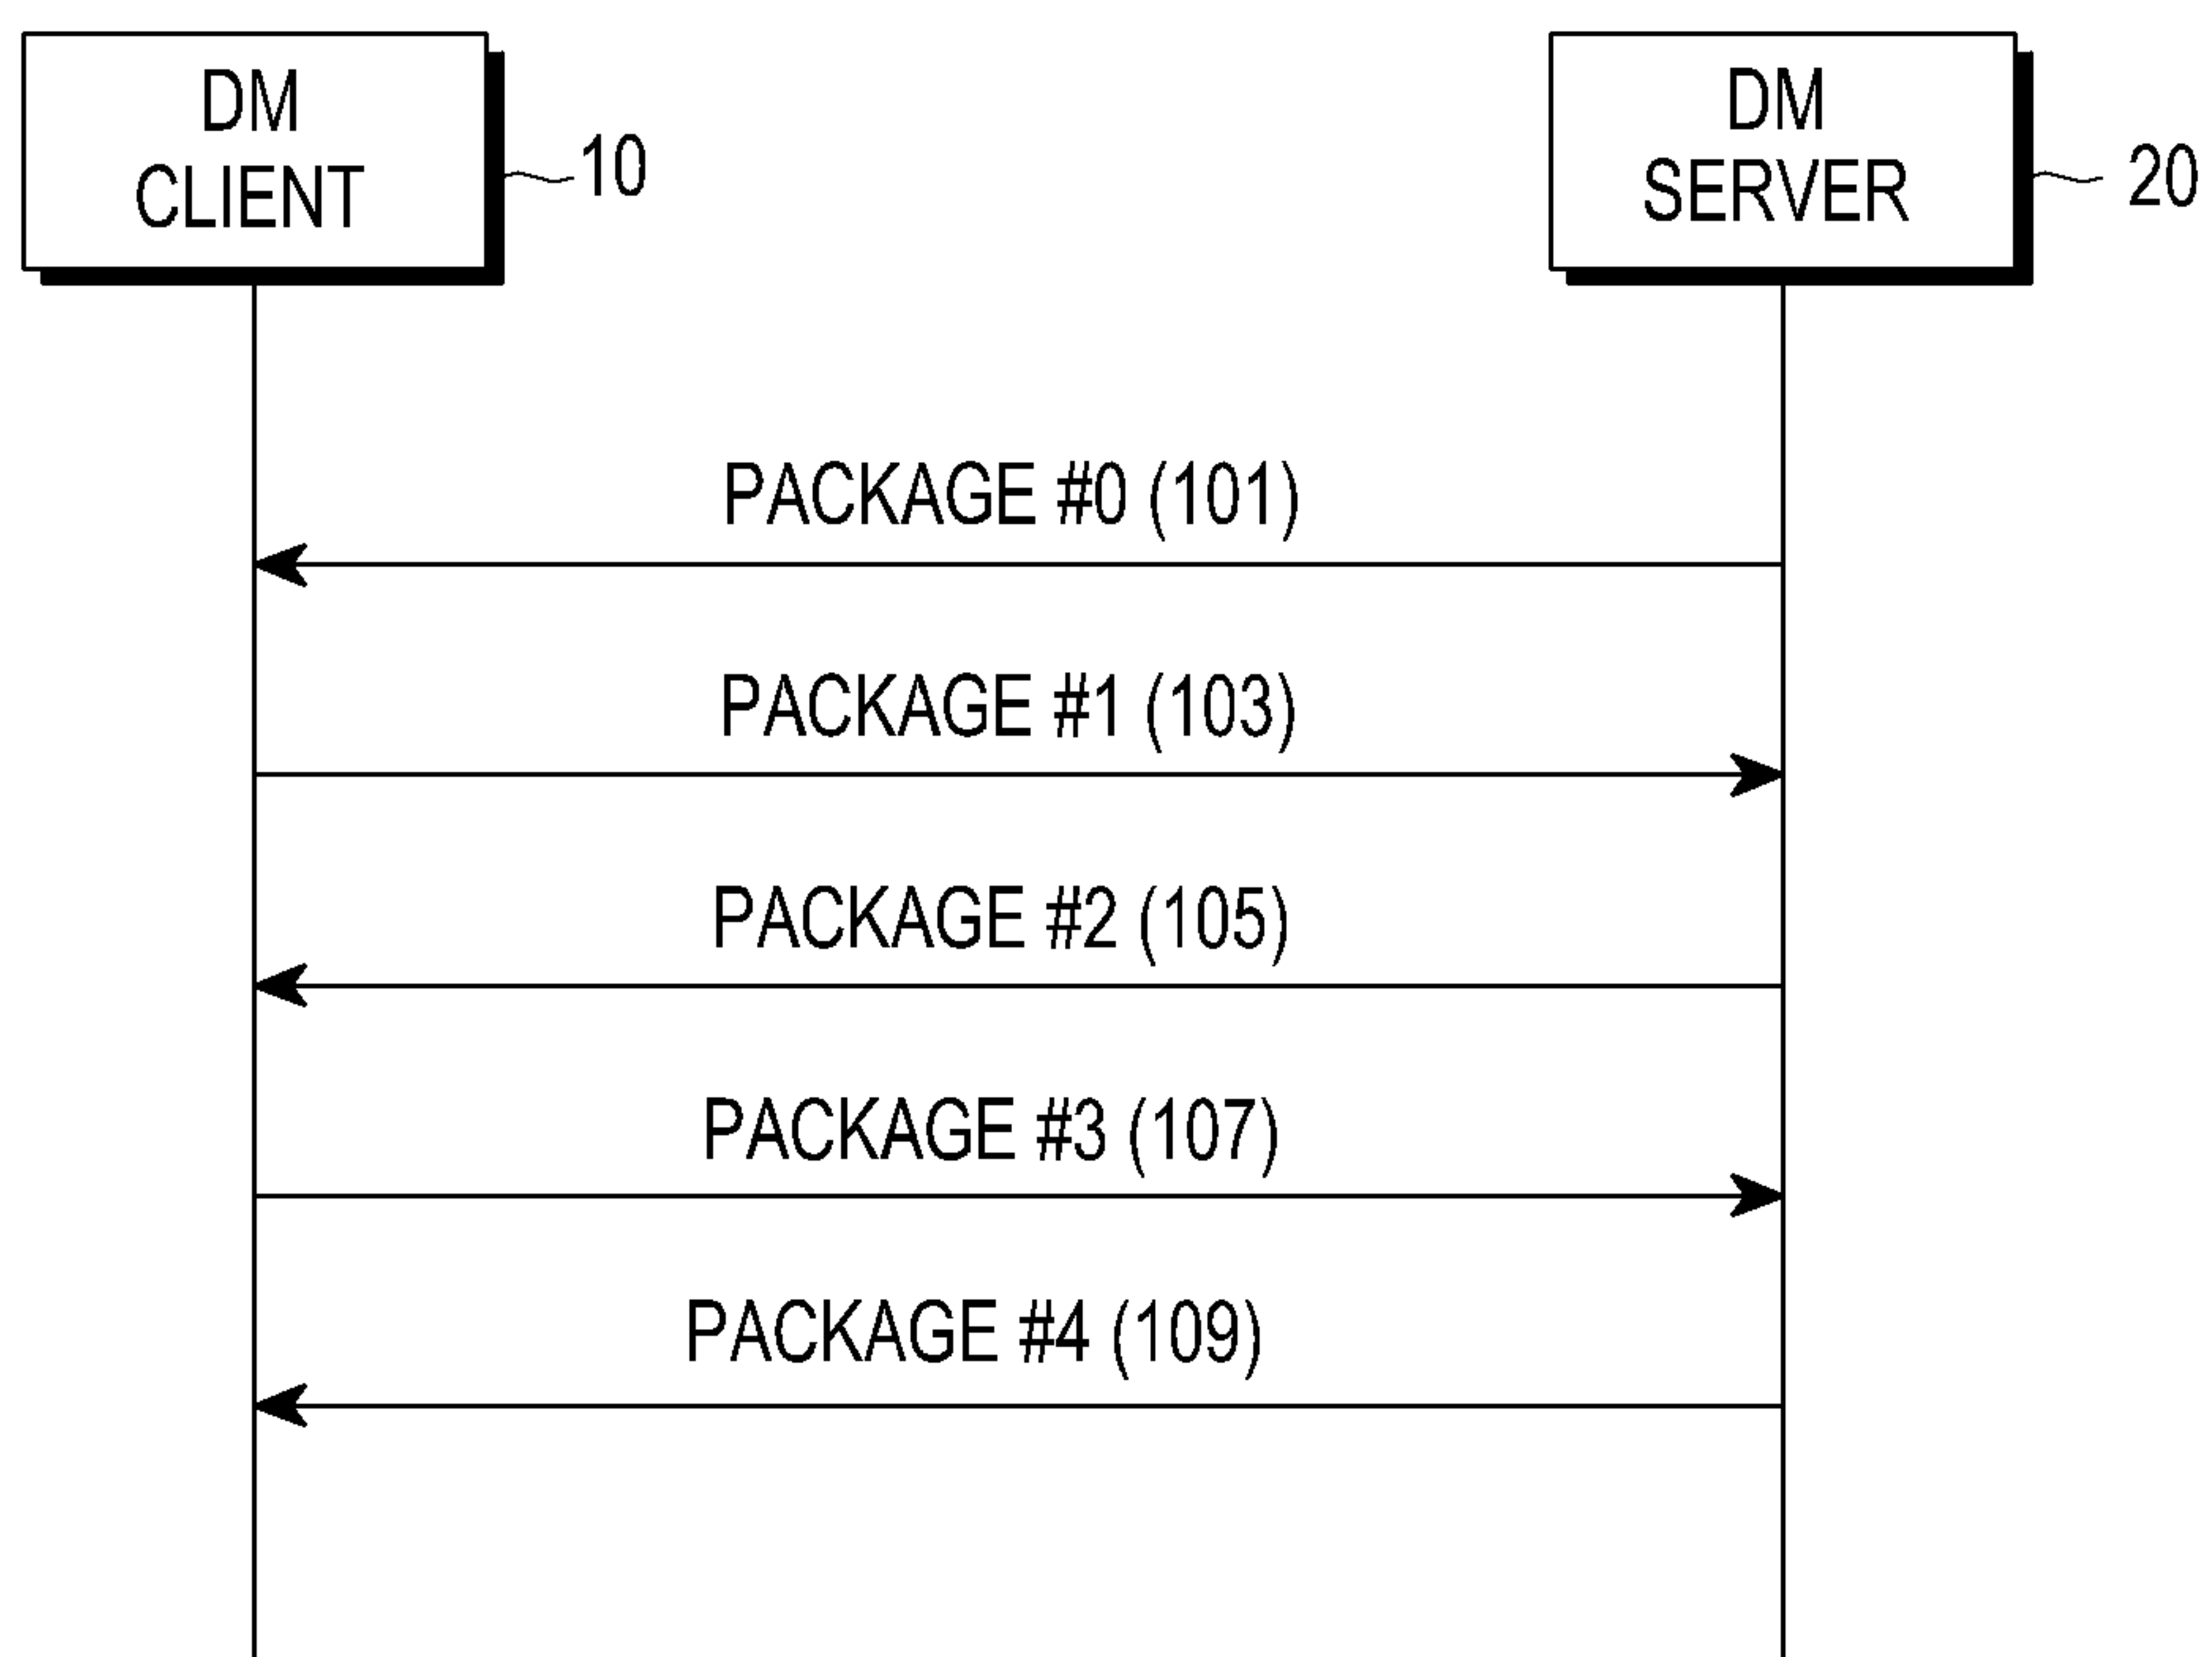 DM
CLIENT
10
DM
SERVER
20
PACKAGE #0 (101)
PACKAGE #1 (103)
PACKAGE #2 (105)
PACKAGE #3 (107)
PACKAGE #4 (109)